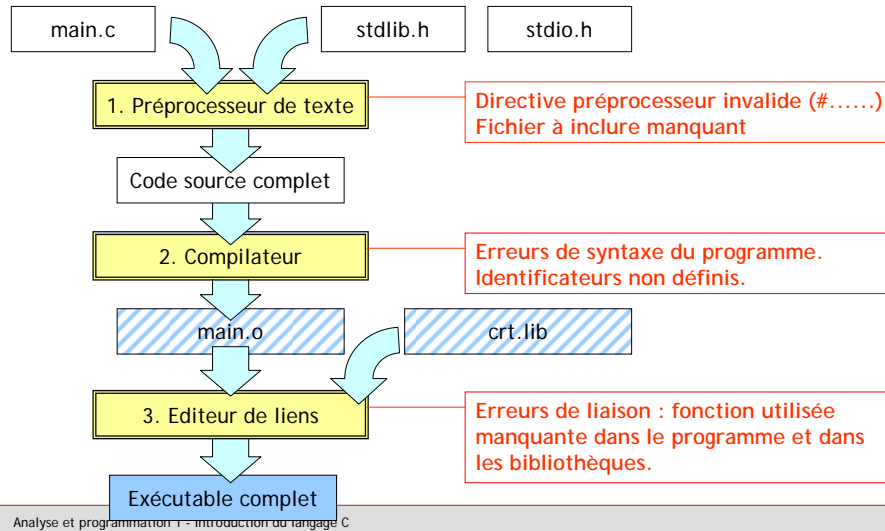 main.c
stdlib.h
stdio.h
1. Préprocesseur de texte
Directive préprocesseur invalide (#......)
Fichier à inclure manquant
Code source complet
2. Compilateur
Erreurs de syntaxe du programme.
Identificateurs non définis.
main.o
crt.lib
3. Editeur de liens
Erreurs de liaison : fonction utilisée
manquante dans le programme et dans
les bibliothèques.
Exécutable complet
Analyse et programmation 1 - Introduction du langage C